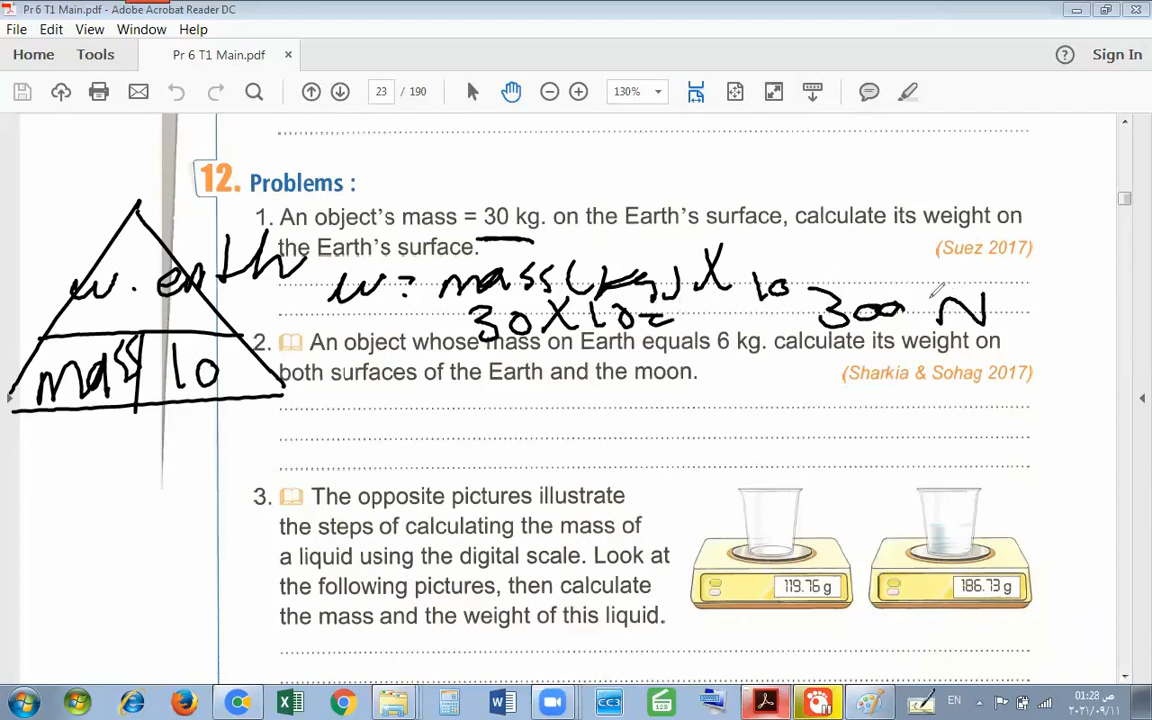 Pr 6 T1 Main.pdf - Adobe Acrobat Reader DC
File Edit View Window Help
Home Tools Pr 6 T1 Main.pdf × Sign In
23 / 190 130%
12. Problems :
1. An object's mass = 30 kg. on the Earth's surface, calculate its weight on
the Earth's surface. (Suez 2017)
w = mass (kg) X 10
30 X 10 = 300 N
w. earth
mass 10
2. An object whose mass on Earth equals 6 kg. calculate its weight on
both surfaces of the Earth and the moon. (Sharkia & Sohag 2017)
3. The opposite pictures illustrate
the steps of calculating the mass of
a liquid using the digital scale. Look at
the following pictures, then calculate
the mass and the weight of this liquid.
119.76 g 186.73 g
CC3
EN
01:28 ص
٢٠٢١/٠٩/١١